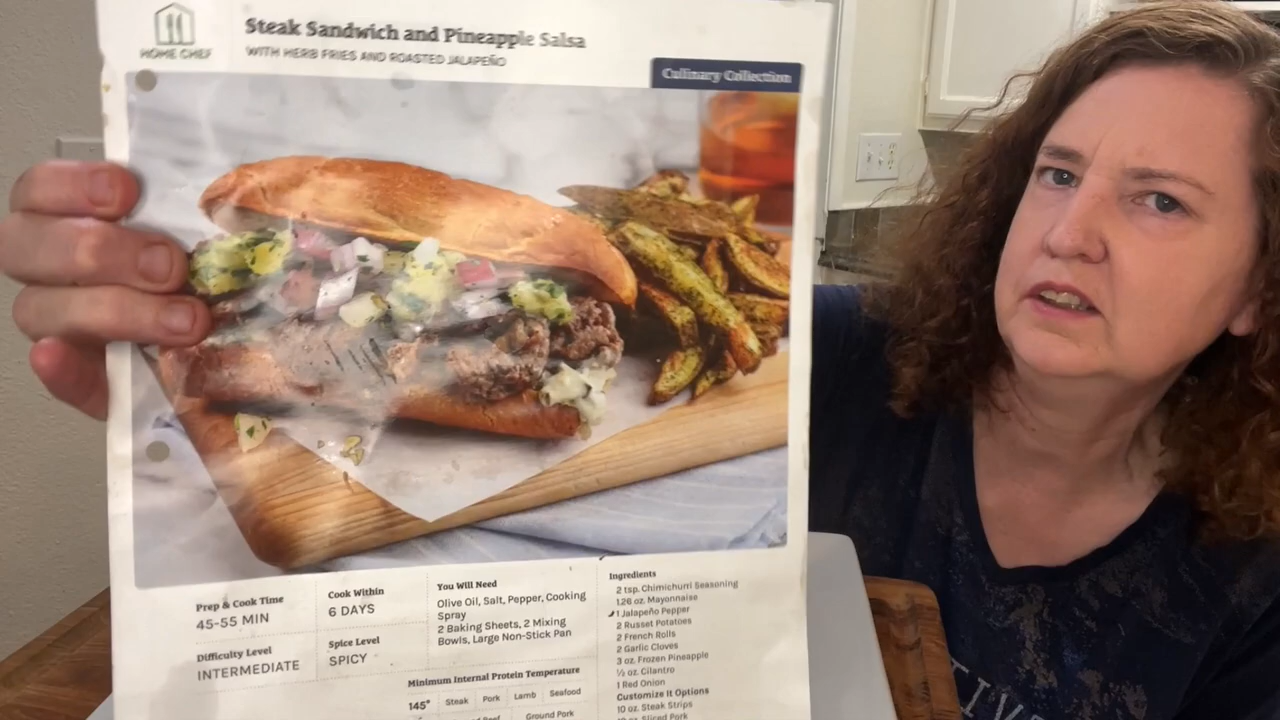 HOME CHEF
Steak Sandwich and Pineapple Salsa
WITH HERB FRIES AND ROASTED JALAPEÑO
Culinary Collection
Prep & Cook Time
45-55 MIN
Difficulty Level
INTERMEDIATE
Cook Within
6 DAYS
Spice Level
SPICY
You Will Need
Olive Oil, Salt, Pepper, Cooking
Spray
2 Baking Sheets, 2 Mixing
Bowls, Large Non-Stick Pan
Minimum Internal Protein Temperature
145°
Steak
Pork
Lamb
Seafood
Ground Pork
Ingredients
2 tsp. Chimichurri Seasoning
1.26 oz. Mayonnaise
1 Jalapeño Pepper
2 Russet Potatoes
2 French Rolls
2 Garlic Cloves
3 oz. Frozen Pineapple
½ oz. Cilantro
1 Red Onion
Customize It Options
10 oz. Steak Strips
Sliced Pork